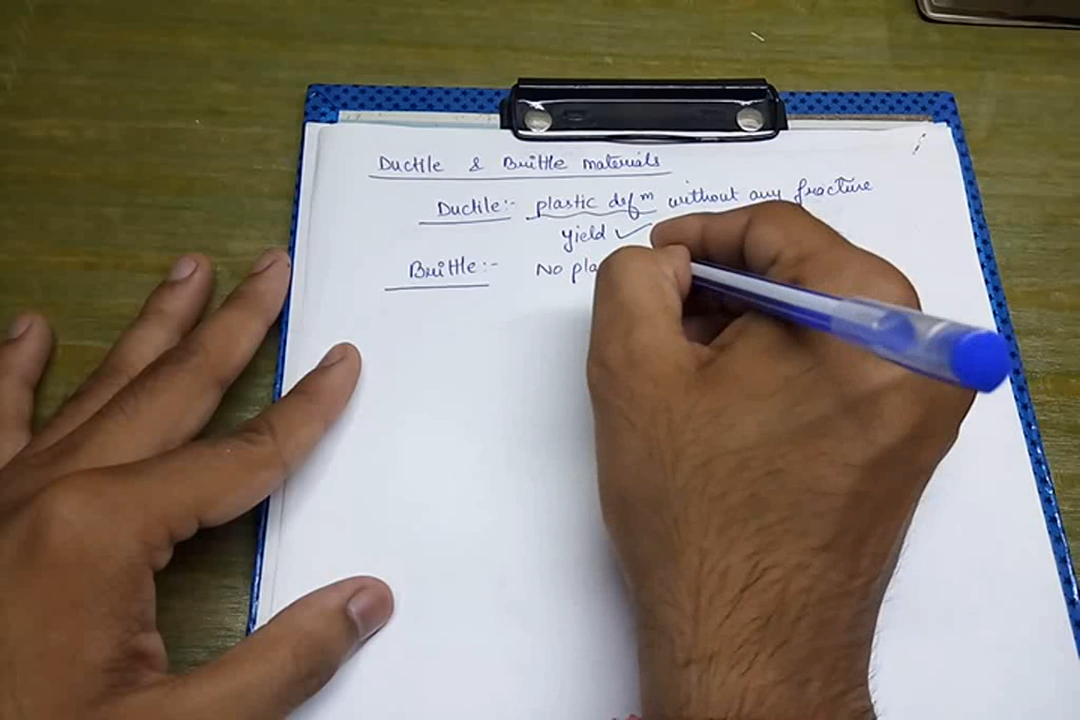 Ductile & Brittle materials
Ductile:- plastic defm without any fracture
yield ✓
Brittle:- No pla